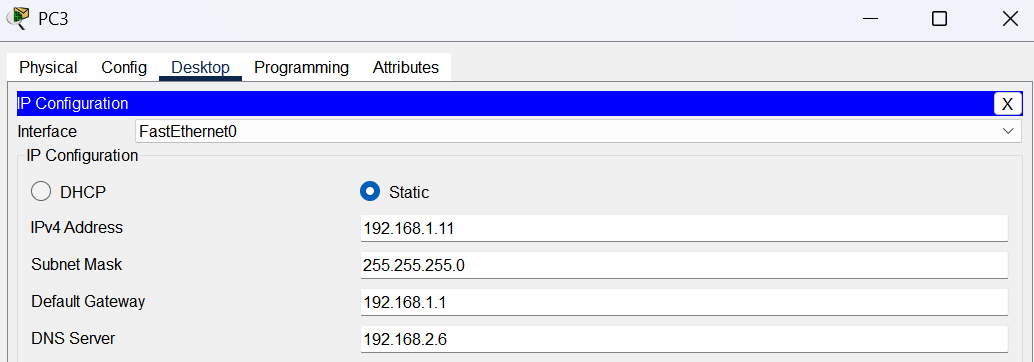 PC3
Physical Config Desktop Programming Attributes
IP Configuration X
Interface FastEthernet0
IP Configuration
DHCP Static
IPv4 Address 192.168.1.11
Subnet Mask 255.255.255.0
Default Gateway 192.168.1.1
DNS Server 192.168.2.6